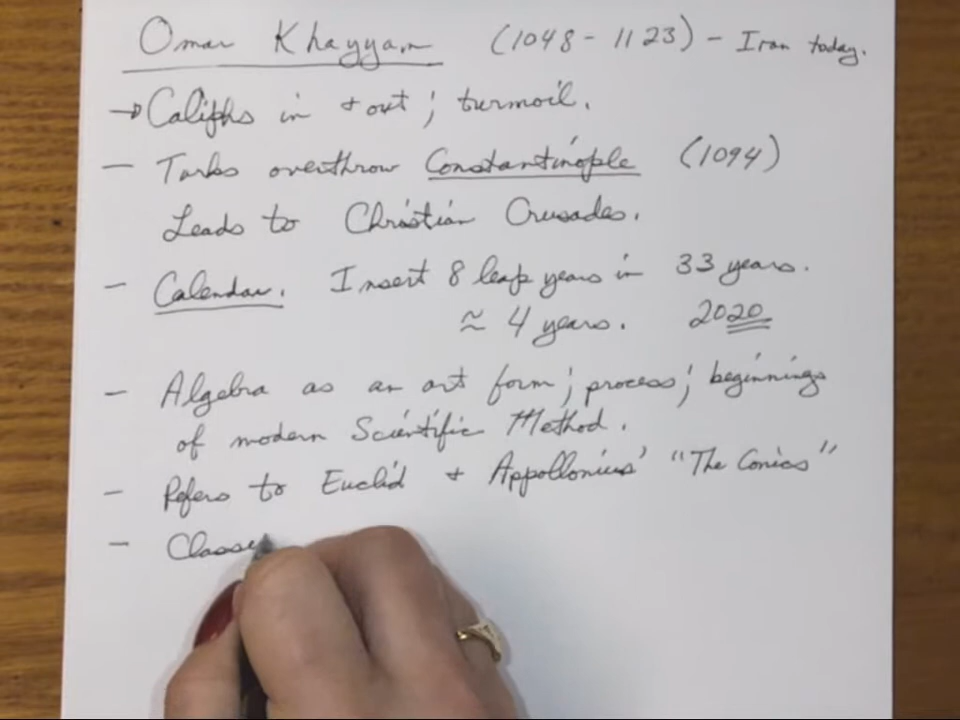 Omar Khayyam (1048 - 1123) - Iran today.
→ Caliphs in + out ; turmoil.
- Turks overthrow Constantinople (1094)
Leads to Christian Crusades.
- Calendar. Insert 8 leap years in 33 years.
≈ 4 years. 2020
- Algebra as an art form ; process ; beginnings
of modern Scientific Method.
- Refers to Euclid + Appollonius' "The Conics"
- Classi